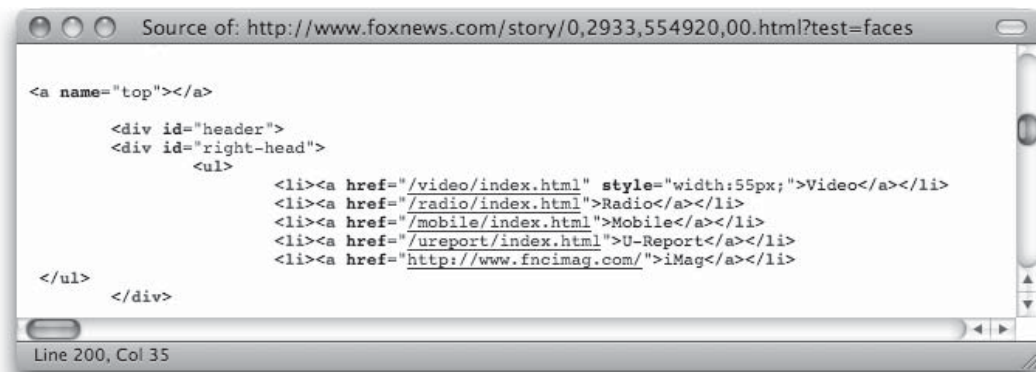 Source of: http://www.foxnews.com/story/0,2933,554920,00.html?test=faces
<a name="top"></a>
<div id="header">
<div id="right-head">
<ul>
<li><a href="/video/index.html" style="width:55px;">Video</a></li>
<li><a href="/radio/index.html">Radio</a></li>
<li><a href="/mobile/index.html">Mobile</a></li>
<li><a href="/ureport/index.html">U-Report</a></li>
<li><a href="http://www.fncimag.com/">iMag</a></li>
</ul>
</div>
Line 200, Col 35